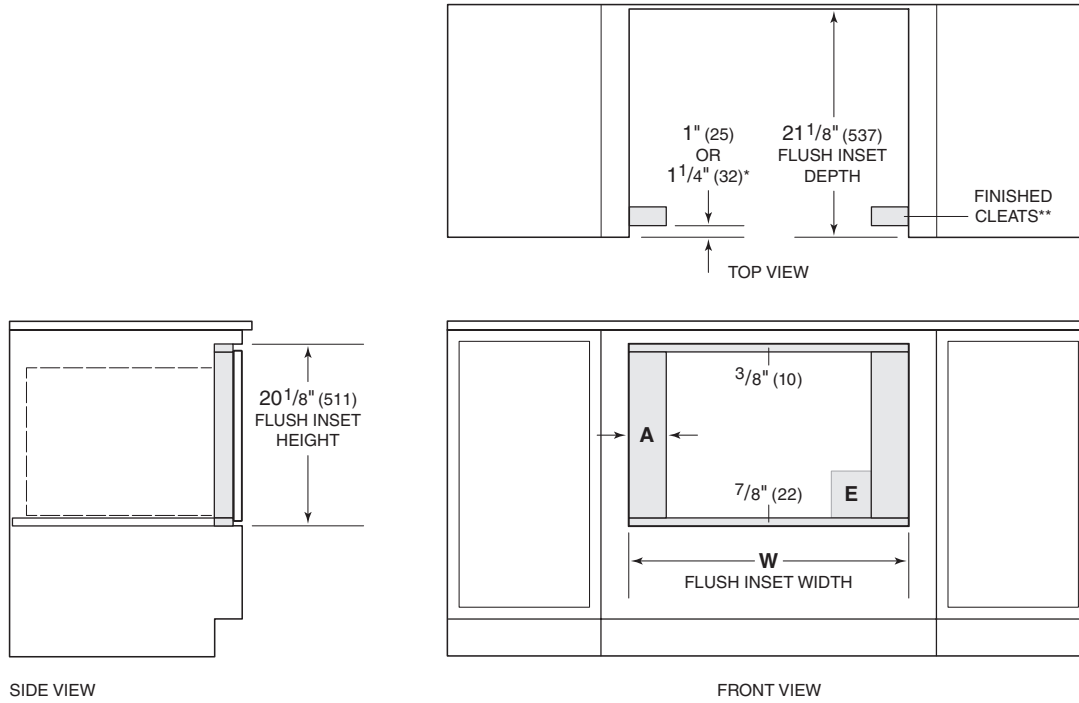 1" (25)
OR
1 1/4" (32)*
21 1/8" (537)
FLUSH INSET
DEPTH
FINISHED
CLEATS**
TOP VIEW
20 1/8" (511)
FLUSH INSET
HEIGHT
3/8" (10)
A
7/8" (22)
E
W
FLUSH INSET WIDTH
SIDE VIEW
FRONT VIEW